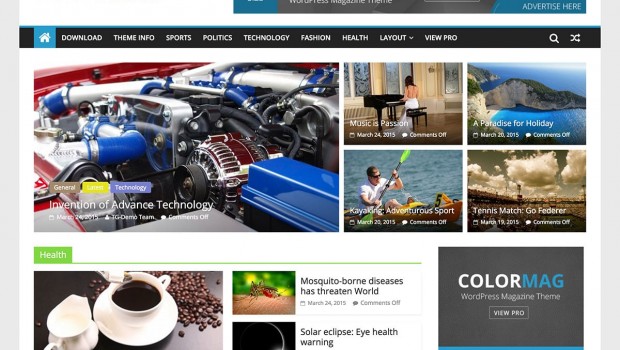 WordPress Magazine Theme
ADVERTISE HERE
DOWNLOAD THEME INFO SPORTS POLITICS TECHNOLOGY FASHION HEALTH LAYOUT VIEW PRO
General Latest Technology
Invention of Advance Technology
March 24, 2015 TG Demo Team. Comments Off
Music is Passion
March 24, 2015 Comments Off
A Paradise for Holiday
March 20, 2015 Comments Off
Kayaking: Adventurous Sport
March 20, 2015 Comments Off
Tennis Match: Go Federer
March 19, 2015 Comments Off
Health
Mosquito-borne diseases
has threaten World
March 24, 2015 Comments Off
Solar eclipse: Eye health
warning
COLORMAG
WordPress Magazine Theme
VIEW PRO